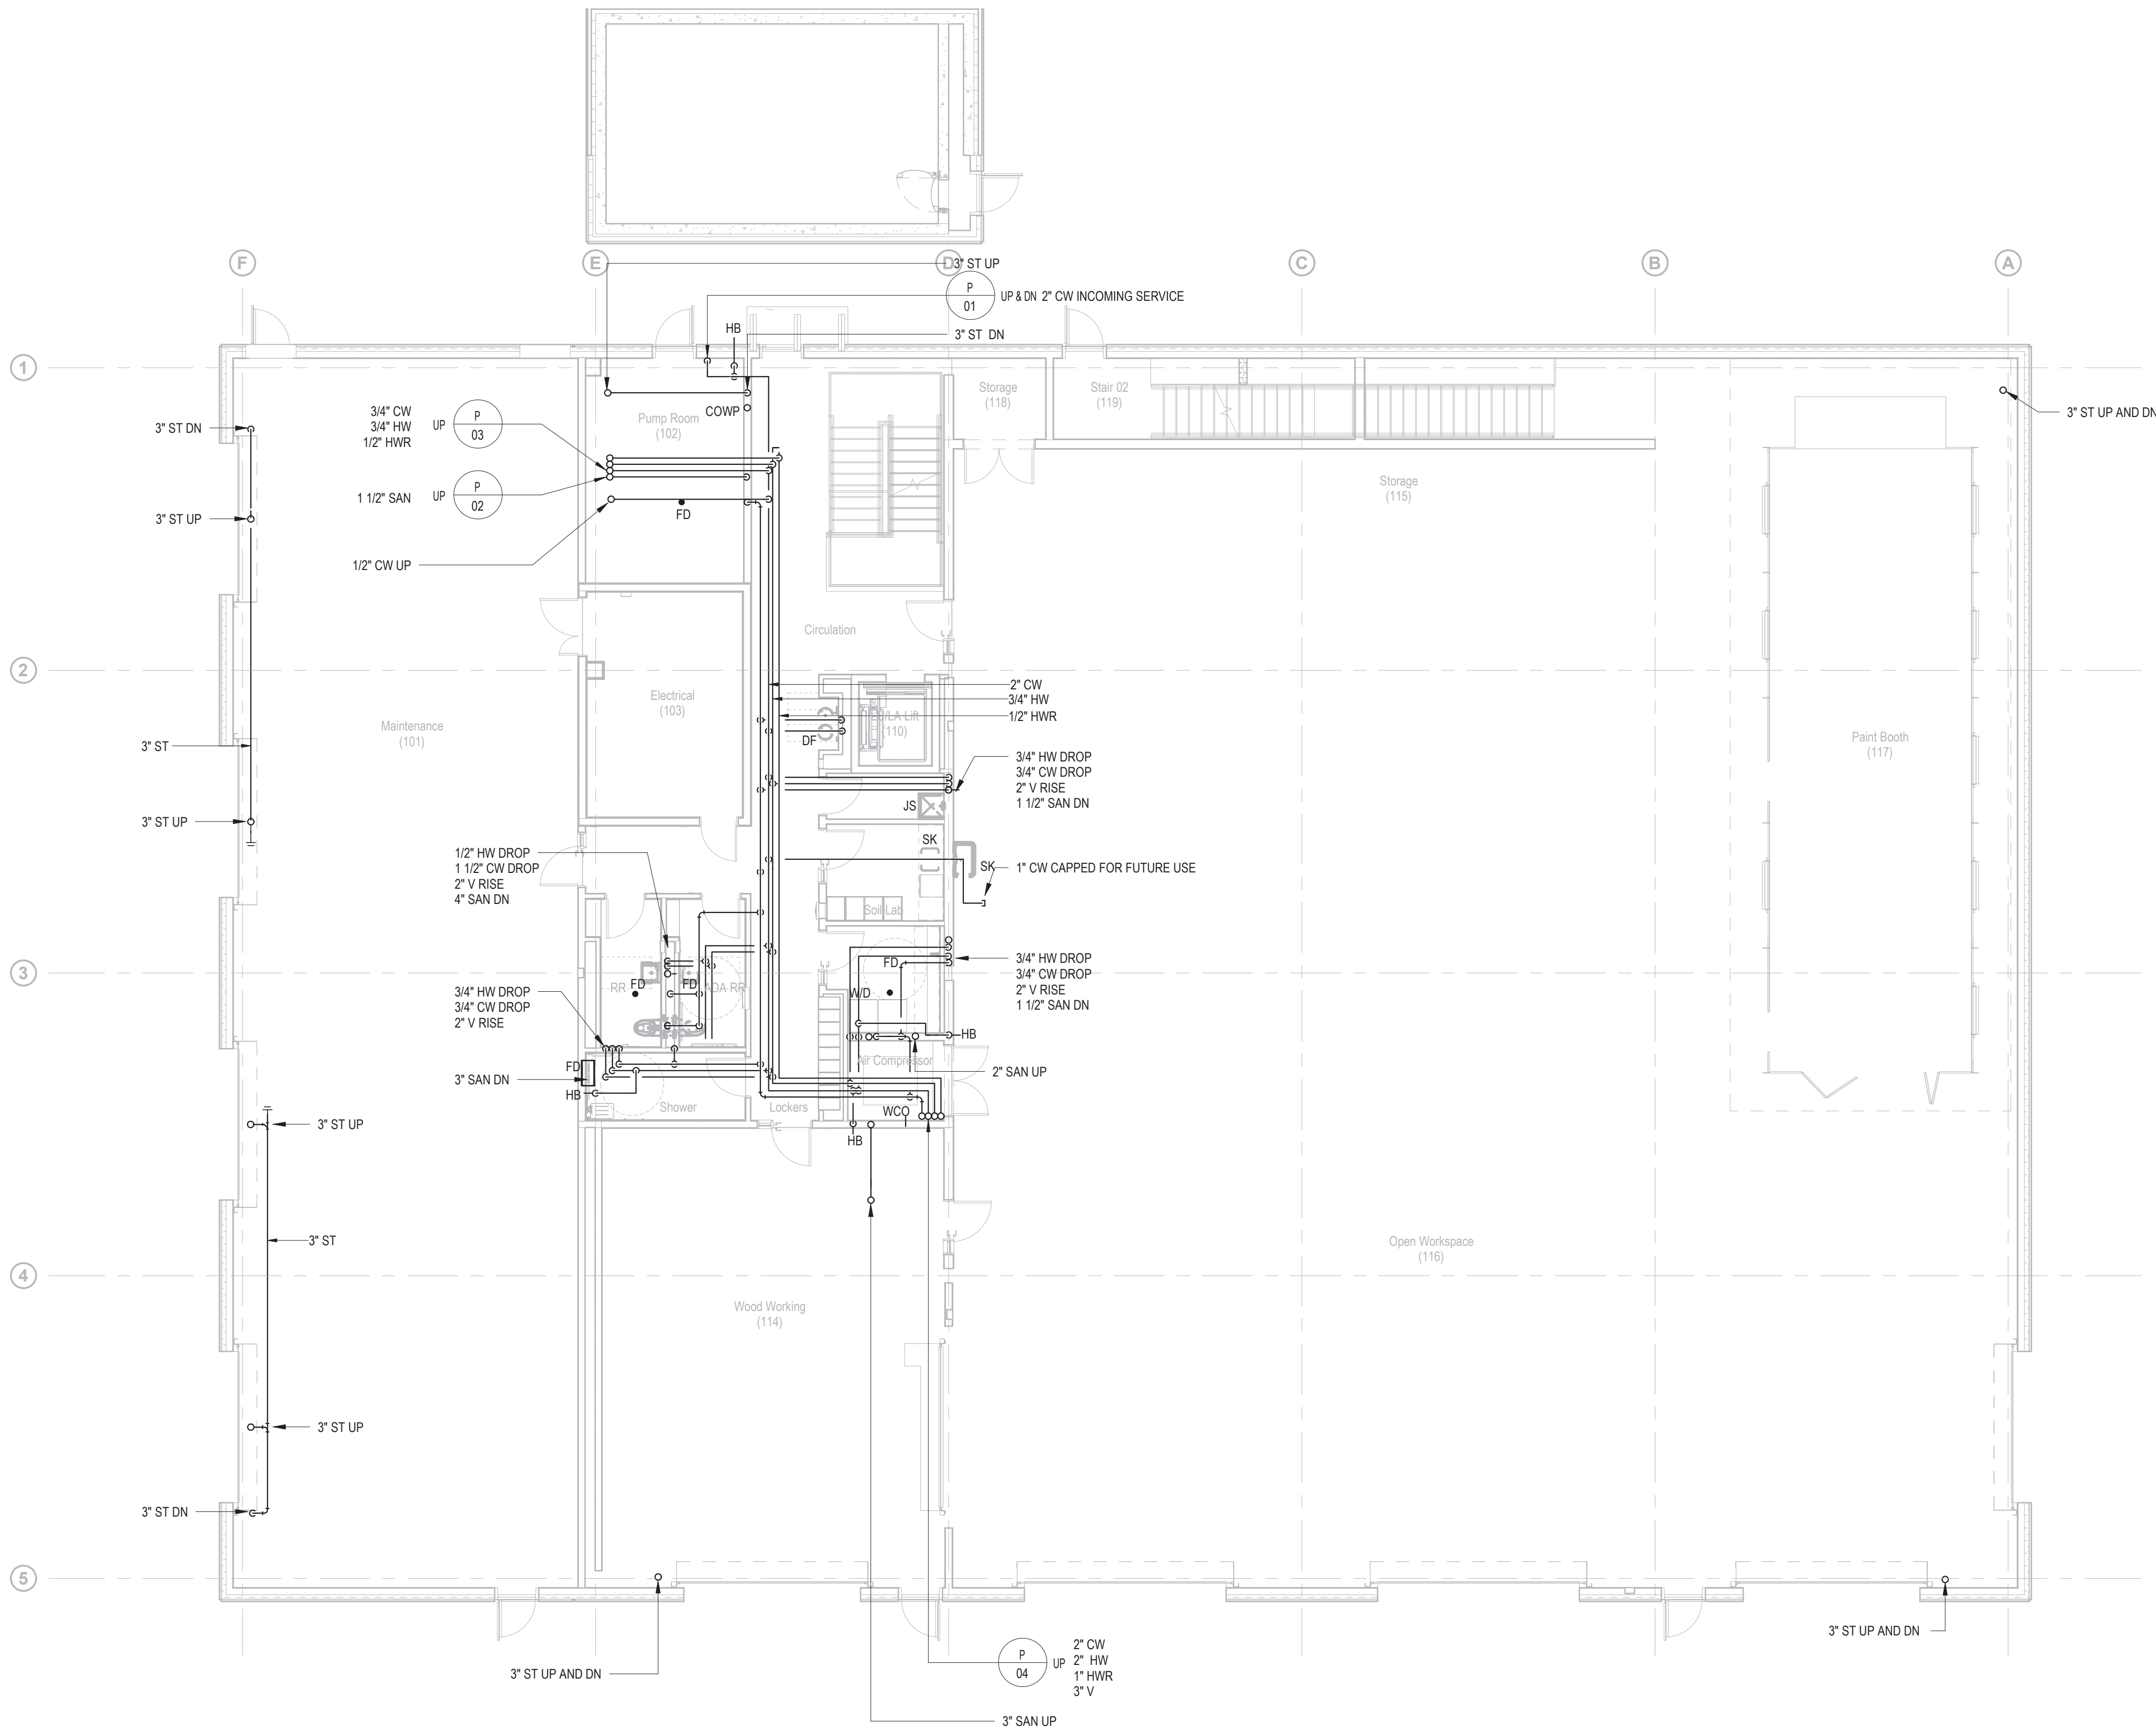 F
E
D
C
B
A
3" ST UP
P
01
UP & DN 2" CW INCOMING SERVICE
3" ST DN
HB
1
Storage
(118)
Stair 02
(119)
3" ST UP AND DN
3/4" CW
3/4" HW
1/2" HWR
UP
P
03
COWP
Pump Room
(102)
3" ST DN
1 1/2" SAN
UP
P
02
FD
3" ST UP
1/2" CW UP
Storage
(115)
Circulation
2
Electrical
(103)
Maintenance
(101)
3" ST
2" CW
3/4" HW
1/2" HWR
DF
LA Lift
(110)
Paint Booth
(117)
3/4" HW DROP
3/4" CW DROP
2" V RISE
1 1/2" SAN DN
JS
3" ST UP
SK
SK
1" CW CAPPED FOR FUTURE USE
1/2" HW DROP
1 1/2" CW DROP
2" V RISE
4" SAN DN
Soil Lab
3
FD
3/4" HW DROP
3/4" CW DROP
2" V RISE
1 1/2" SAN DN
RR
FD
FD
ADA RR
W/D
3/4" HW DROP
3/4" CW DROP
2" V RISE
HB
FD
Air Compressor
2" SAN UP
3" SAN DN
HB
Shower
Lockers
WCO
HB
3" ST UP
3" ST
Open Workspace
(116)
4
Wood Working
(114)
3" ST UP
3" ST DN
5
3" ST UP AND DN
3" ST UP AND DN
P
04
UP
2" CW
2" HW
1" HWR
3" V
3" SAN UP